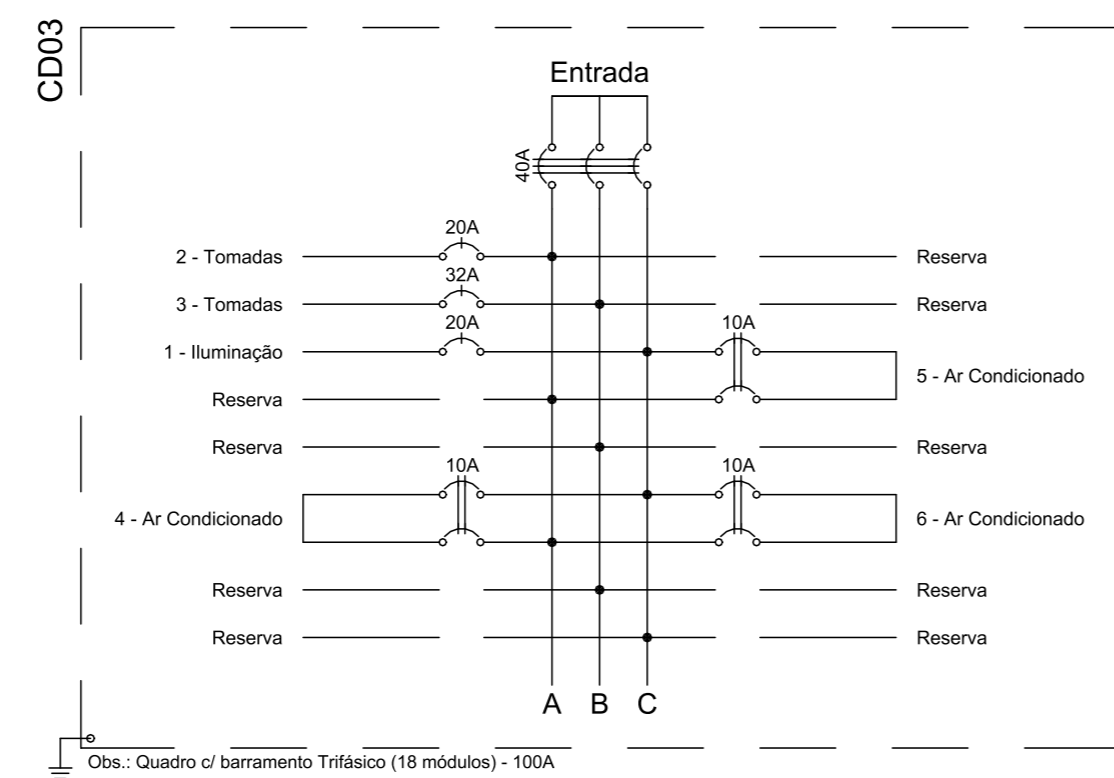 CD03
Entrada
40A
20A
2 - Tomadas
Reserva
32A
3 - Tomadas
Reserva
20A
10A
1 - Iluminação
5 - Ar Condicionado
Reserva
Reserva
Reserva
10A
10A
4 - Ar Condicionado
6 - Ar Condicionado
Reserva
Reserva
Reserva
Reserva
A B C
Obs.: Quadro c/ barramento Trifásico (18 módulos) - 100A